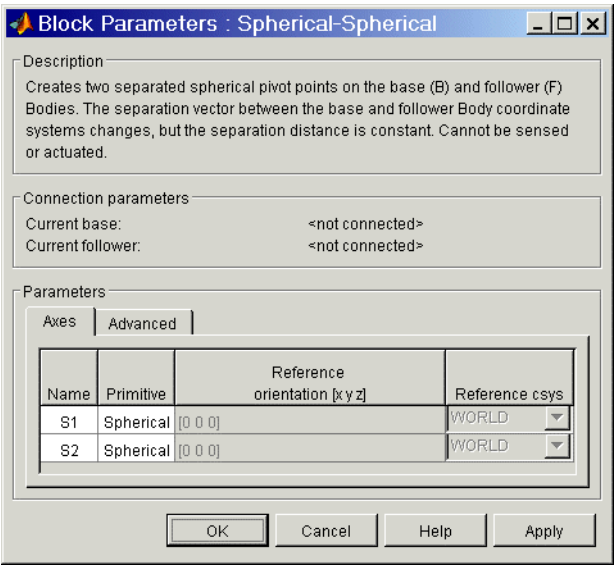 Block Parameters : Spherical-Spherical
Description
Creates two separated spherical pivot points on the base (B) and follower (F)
Bodies. The separation vector between the base and follower Body coordinate
systems changes, but the separation distance is constant. Cannot be sensed
or actuated.
Connection parameters
Current base: <not connected>
Current follower: <not connected>
Parameters
Axes Advanced
Name Primitive Reference orientation [x y z] Reference csys
S1 Spherical [0 0 0] WORLD
S2 Spherical [0 0 0] WORLD
OK Cancel Help Apply